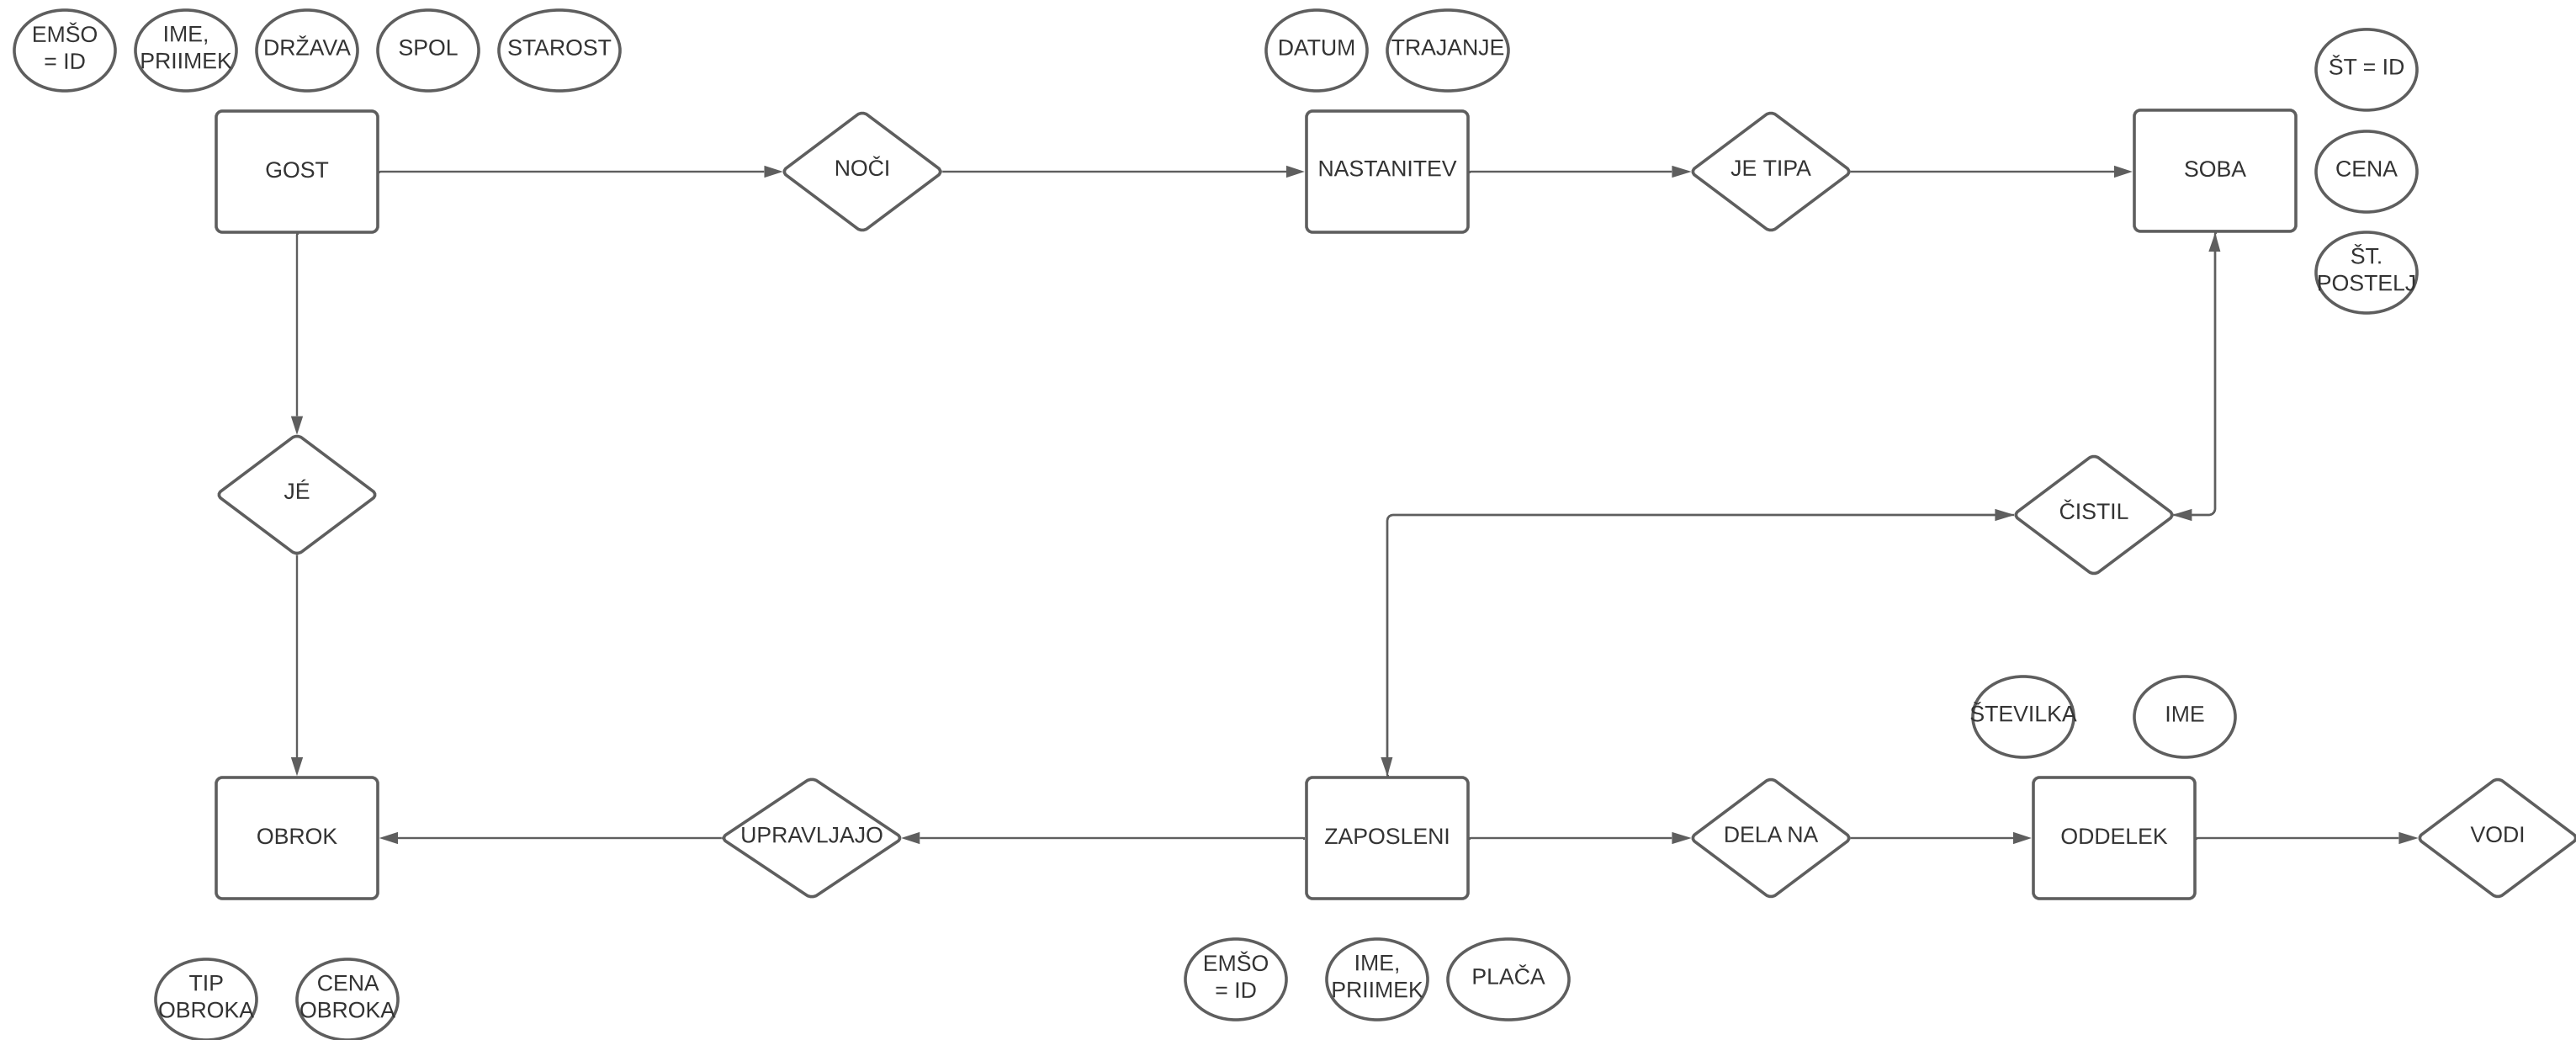 EMŠO
= ID
IME,
PRIIMEK
DRŽAVA
SPOL
STAROST
DATUM
TRAJANJE
ŠT = ID
GOST
NOČI
NASTANITEV
JE TIPA
SOBA
CENA
ŠT.
POSTELJ
JÉ
ČISTIL
ŠTEVILKA
IME
OBROK
UPRAVLJAJO
ZAPOSLENI
DELA NA
ODDELEK
VODI
TIP
OBROKA
CENA
OBROKA
EMŠO
= ID
IME,
PRIIMEK
PLAČA